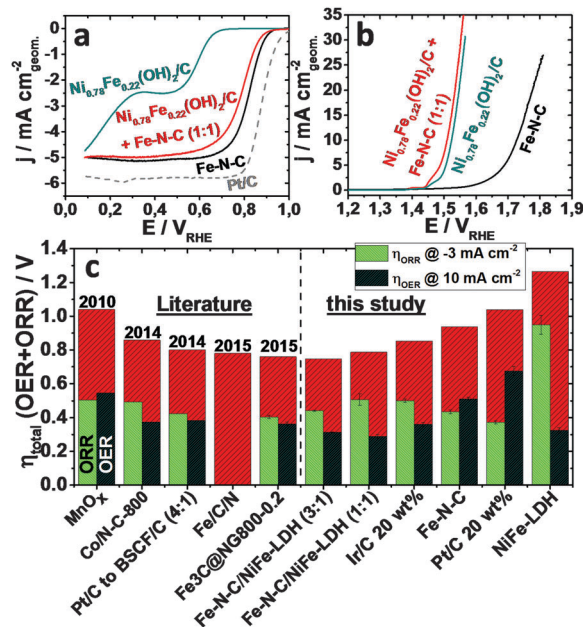 a
j / mA cm⁻²geom.
0
-1
-2
-3
-4
-5
-6
Ni0.78Fe0.22(OH)2/C
Ni0.78Fe0.22(OH)2/C
+ Fe-N-C (1:1)
Fe-N-C
Pt/C
0,0 0,2 0,4 0,6 0,8 1,0
E / VRHE
b
j / mA cm⁻²geom.
35
30
25
20
15
10
5
0
Ni0.78Fe0.22(OH)2/C +
Fe-N-C (1:1)
Ni0.78Fe0.22(OH)2/C
Fe-N-C
1,2 1,3 1,4 1,5 1,6 1,7 1,8 1,9
E / VRHE
c
ηtotal (OER+ORR) / V
1.4
1.2
1.0
0.8
0.6
0.4
0.2
0.0
ηORR @ -3 mA cm⁻²
ηOER @ 10 mA cm⁻²
Literature
this study
2010
2014
2014
2015
2015
ORR
OER
MnOx
Co/N-C-800
Pt/C to BSCF/C (4:1)
Fe/C/N
Fe3C@NG800-0.2
Fe-N-C/NiFe-LDH (3:1)
Fe-N-C/NiFe-LDH (1:1)
Ir/C 20 wt%
Fe-N-C
Pt/C 20 wt%
NiFe-LDH